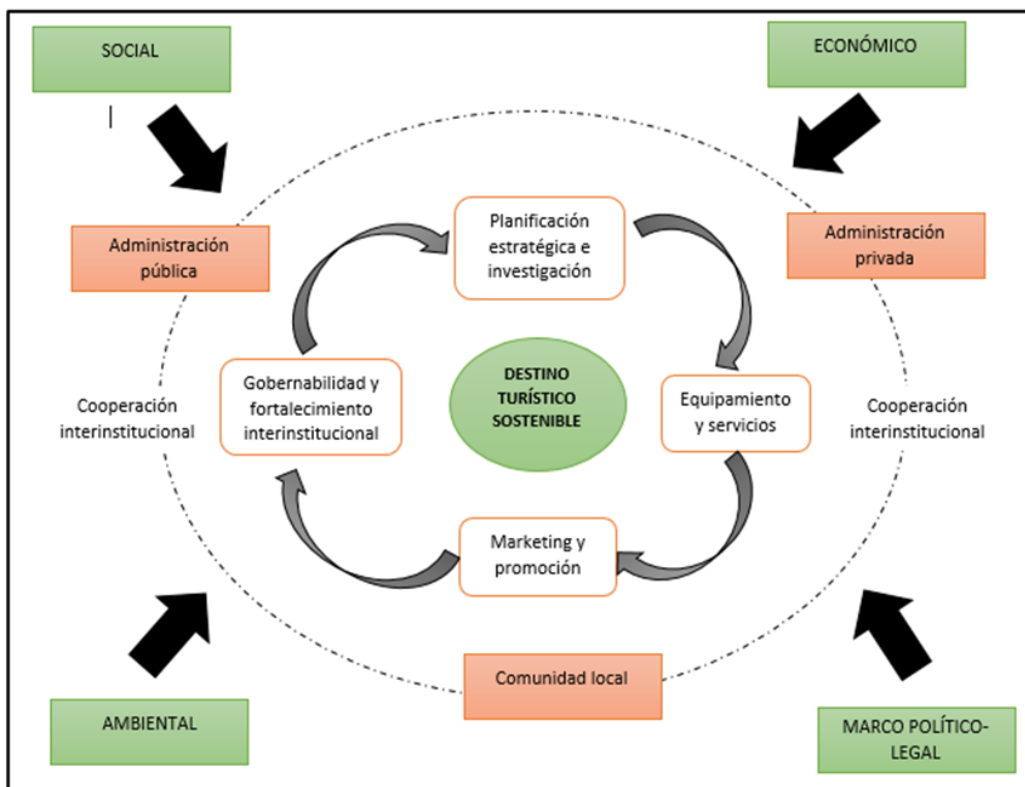 SOCIAL
ECONÓMICO
Administración
pública
Planificación
estratégica e
investigación
Administración
privada
Cooperación
interinstitucional
Gobernabilidad y
fortalecimiento
interinstitucional
DESTINO
TURÍSTICO
SOSTENIBLE
Equipamiento
y servicios
Cooperación
interinstitucional
Marketing y
promoción
Comunidad local
AMBIENTAL
MARCO POLÍTICO-
LEGAL